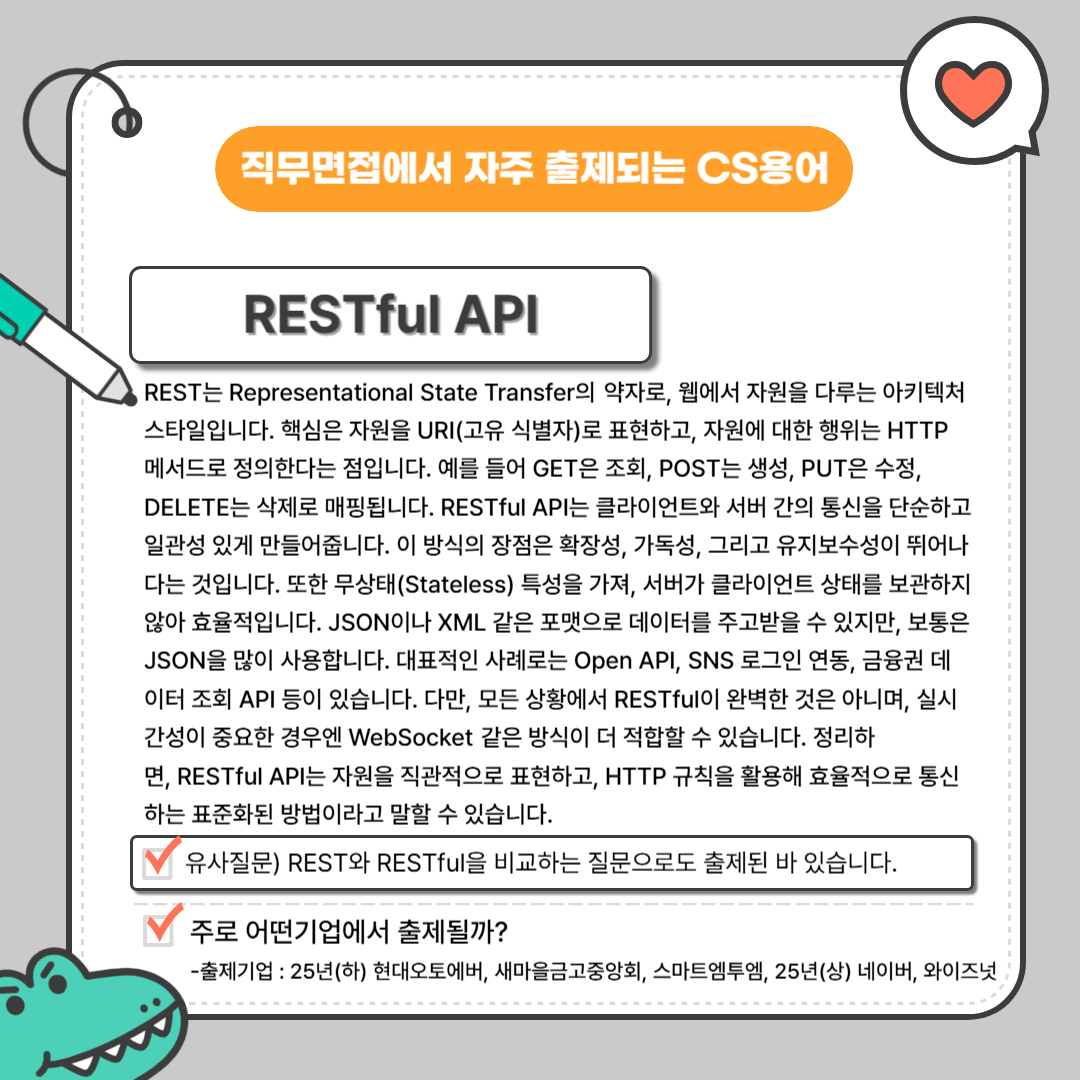 직무면접에서 자주 출제되는 CS용어
RESTful API
REST는 Representational State Transfer의 약자로, 웹에서 자원을 다루는 아키텍처
스타일입니다. 핵심은 자원을 URI(고유 식별자)로 표현하고, 자원에 대한 행위는 HTTP
메서드로 정의한다는 점입니다. 예를 들어 GET은 조회, POST는 생성, PUT은 수정,
DELETE는 삭제로 매핑됩니다. RESTful API는 클라이언트와 서버 간의 통신을 단순하고
일관성 있게 만들어줍니다. 이 방식의 장점은 확장성, 가독성, 그리고 유지보수성이 뛰어나
다는 것입니다. 또한 무상태(Stateless) 특성을 가져, 서버가 클라이언트 상태를 보관하지
않아 효율적입니다. JSON이나 XML 같은 포맷으로 데이터를 주고받을 수 있지만, 보통은
JSON을 많이 사용합니다. 대표적인 사례로는 Open API, SNS 로그인 연동, 금융권 데
이터 조회 API 등이 있습니다. 다만, 모든 상황에서 RESTful이 완벽한 것은 아니며, 실시
간성이 중요한 경우엔 WebSocket 같은 방식이 더 적합할 수 있습니다. 정리하
면, RESTful API는 자원을 직관적으로 표현하고, HTTP 규칙을 활용해 효율적으로 통신
하는 표준화된 방법이라고 말할 수 있습니다.
유사질문) REST와 RESTful을 비교하는 질문으로도 출제된 바 있습니다.
주로 어떤기업에서 출제될까?
-출제기업 : 25년(하) 현대오토에버, 새마을금고중앙회, 스마트엠투엠, 25년(상) 네이버, 와이즈넛